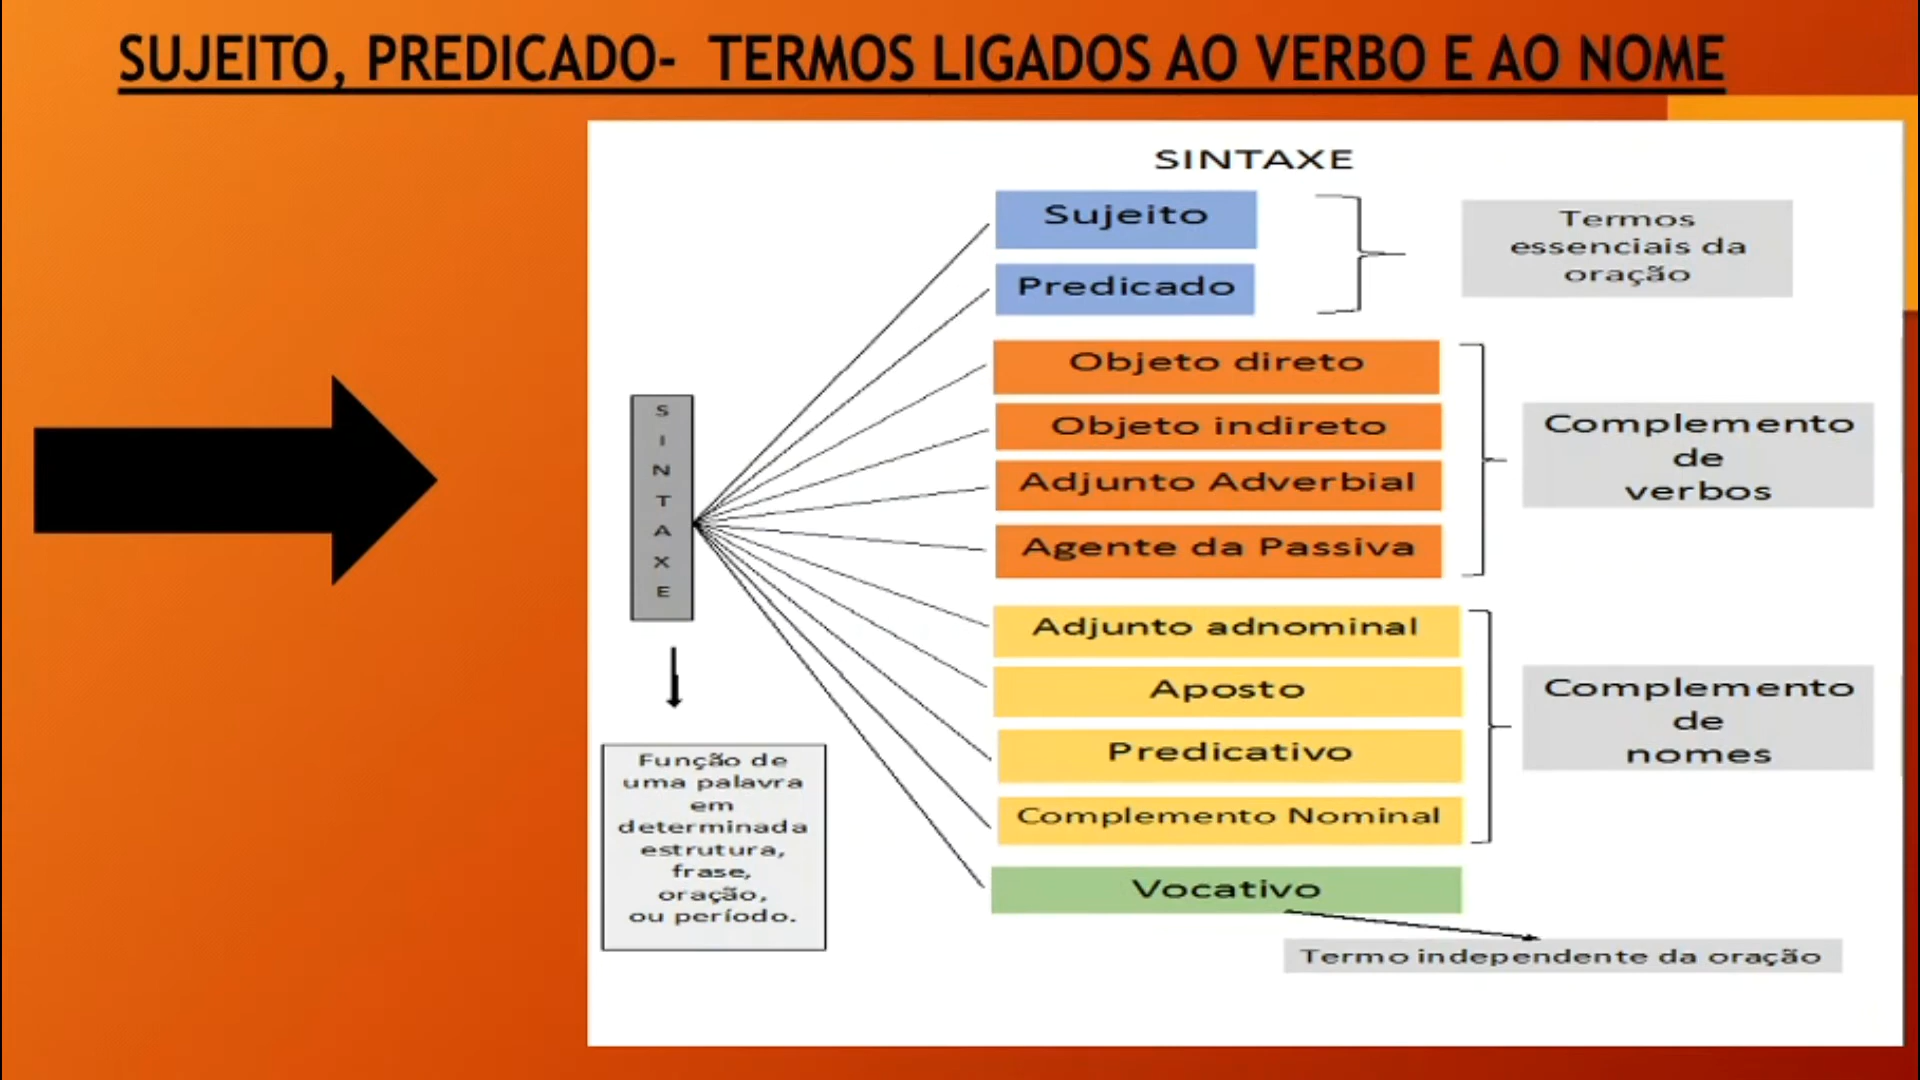 SUJEITO, PREDICADO- TERMOS LIGADOS AO VERBO E AO NOME
SINTAXE
Sujeito
Predicado
Termos
essenciais da
oração
Objeto direto
Objeto indireto
Adjunto Adverbial
Agente da Passiva
Complemento
de
verbos
S
I
N
T
A
X
E
Adjunto adnominal
Aposto
Predicativo
Complemento Nominal
Complemento
de
nomes
Função de
uma palavra
em
determinada
estrutura,
frase,
oração,
ou período.
Vocativo
Termo independente da oração